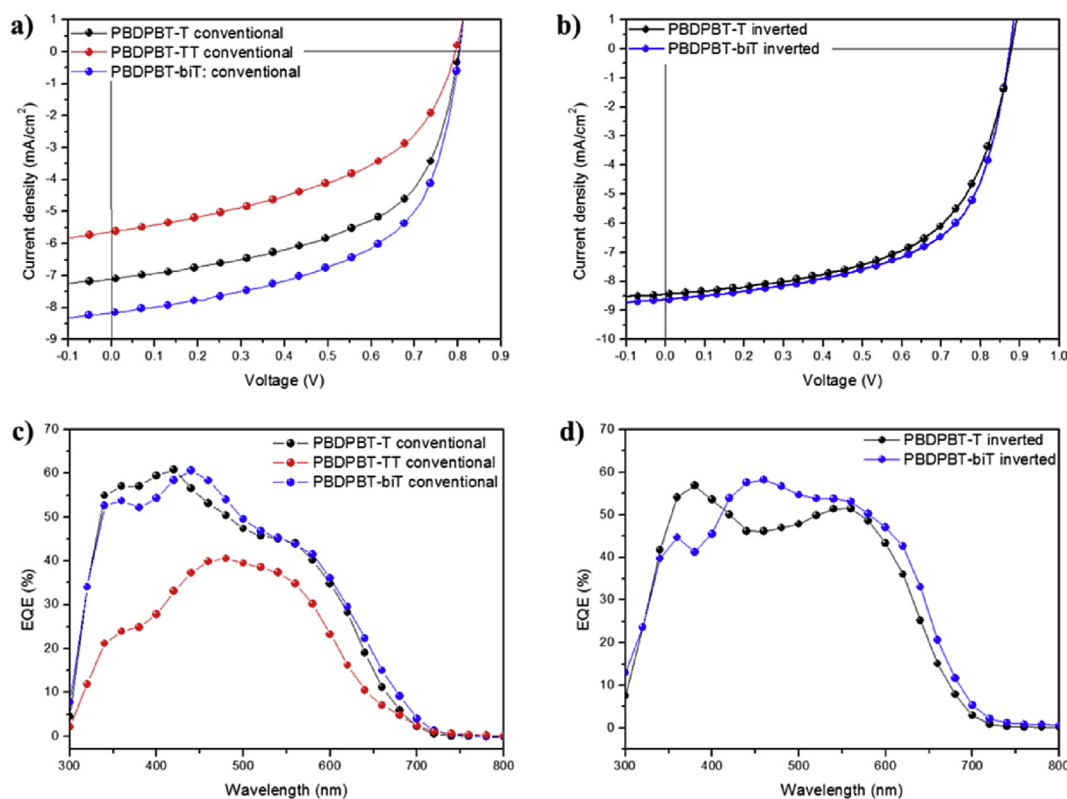 a)
PBDPBT-T conventional
PBDPBT-TT conventional
PBDPBT-biT: conventional
1
0
-1
-2
-3
-4
-5
-6
-7
-8
-9
Current density (mA/cm²)
-0.1 0.0 0.1 0.2 0.3 0.4 0.5 0.6 0.7 0.8 0.9
Voltage (V)
b)
PBDPBT-T inverted
PBDPBT-biT inverted
1
0
-1
-2
-3
-4
-5
-6
-7
-8
-9
-10
Current density (mA/cm²)
-0.1 0.0 0.1 0.2 0.3 0.4 0.5 0.6 0.7 0.8 0.9 1.0
Voltage (V)
c)
PBDPBT-T conventional
PBDPBT-TT conventional
PBDPBT-biT conventional
70
60
50
40
30
20
10
0
EQE (%)
300 400 500 600 700 800
Wavelength (nm)
d)
PBDPBT-T inverted
PBDPBT-biT inverted
70
60
50
40
30
20
10
0
EQE (%)
300 400 500 600 700 800
Wavelength (nm)